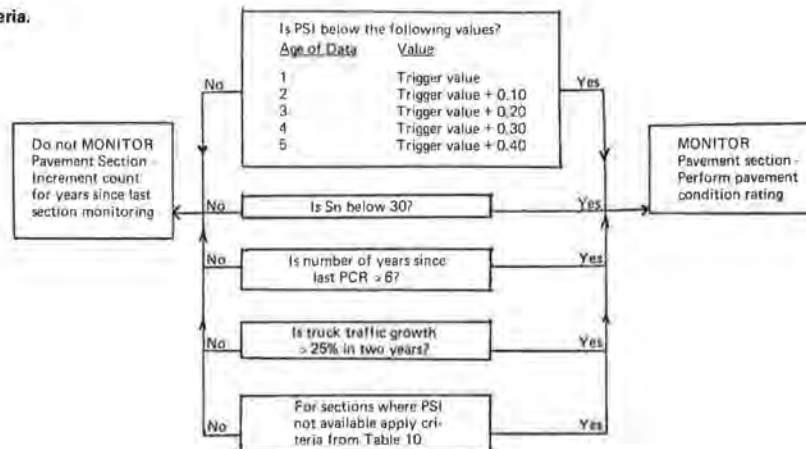 eria.
Is PSI below the following values?
Age of Data Value
1 Trigger value
2 Trigger value + 0.10
3 Trigger value + 0.20
4 Trigger value + 0.30
5 Trigger value + 0.40
No
Yes
Do not MONITOR
Pavement Section -
Increment count
for years since last
section monitoring
MONITOR
Pavement section -
Perform pavement
condition rating
No
Is Sn below 30?
Yes
No
Is number of years since
last PCR > 6?
Yes
No
Is truck traffic growth
> 25% in two years?
Yes
No
For sections where PSI
not available apply cri-
teria from Table 10
Yes